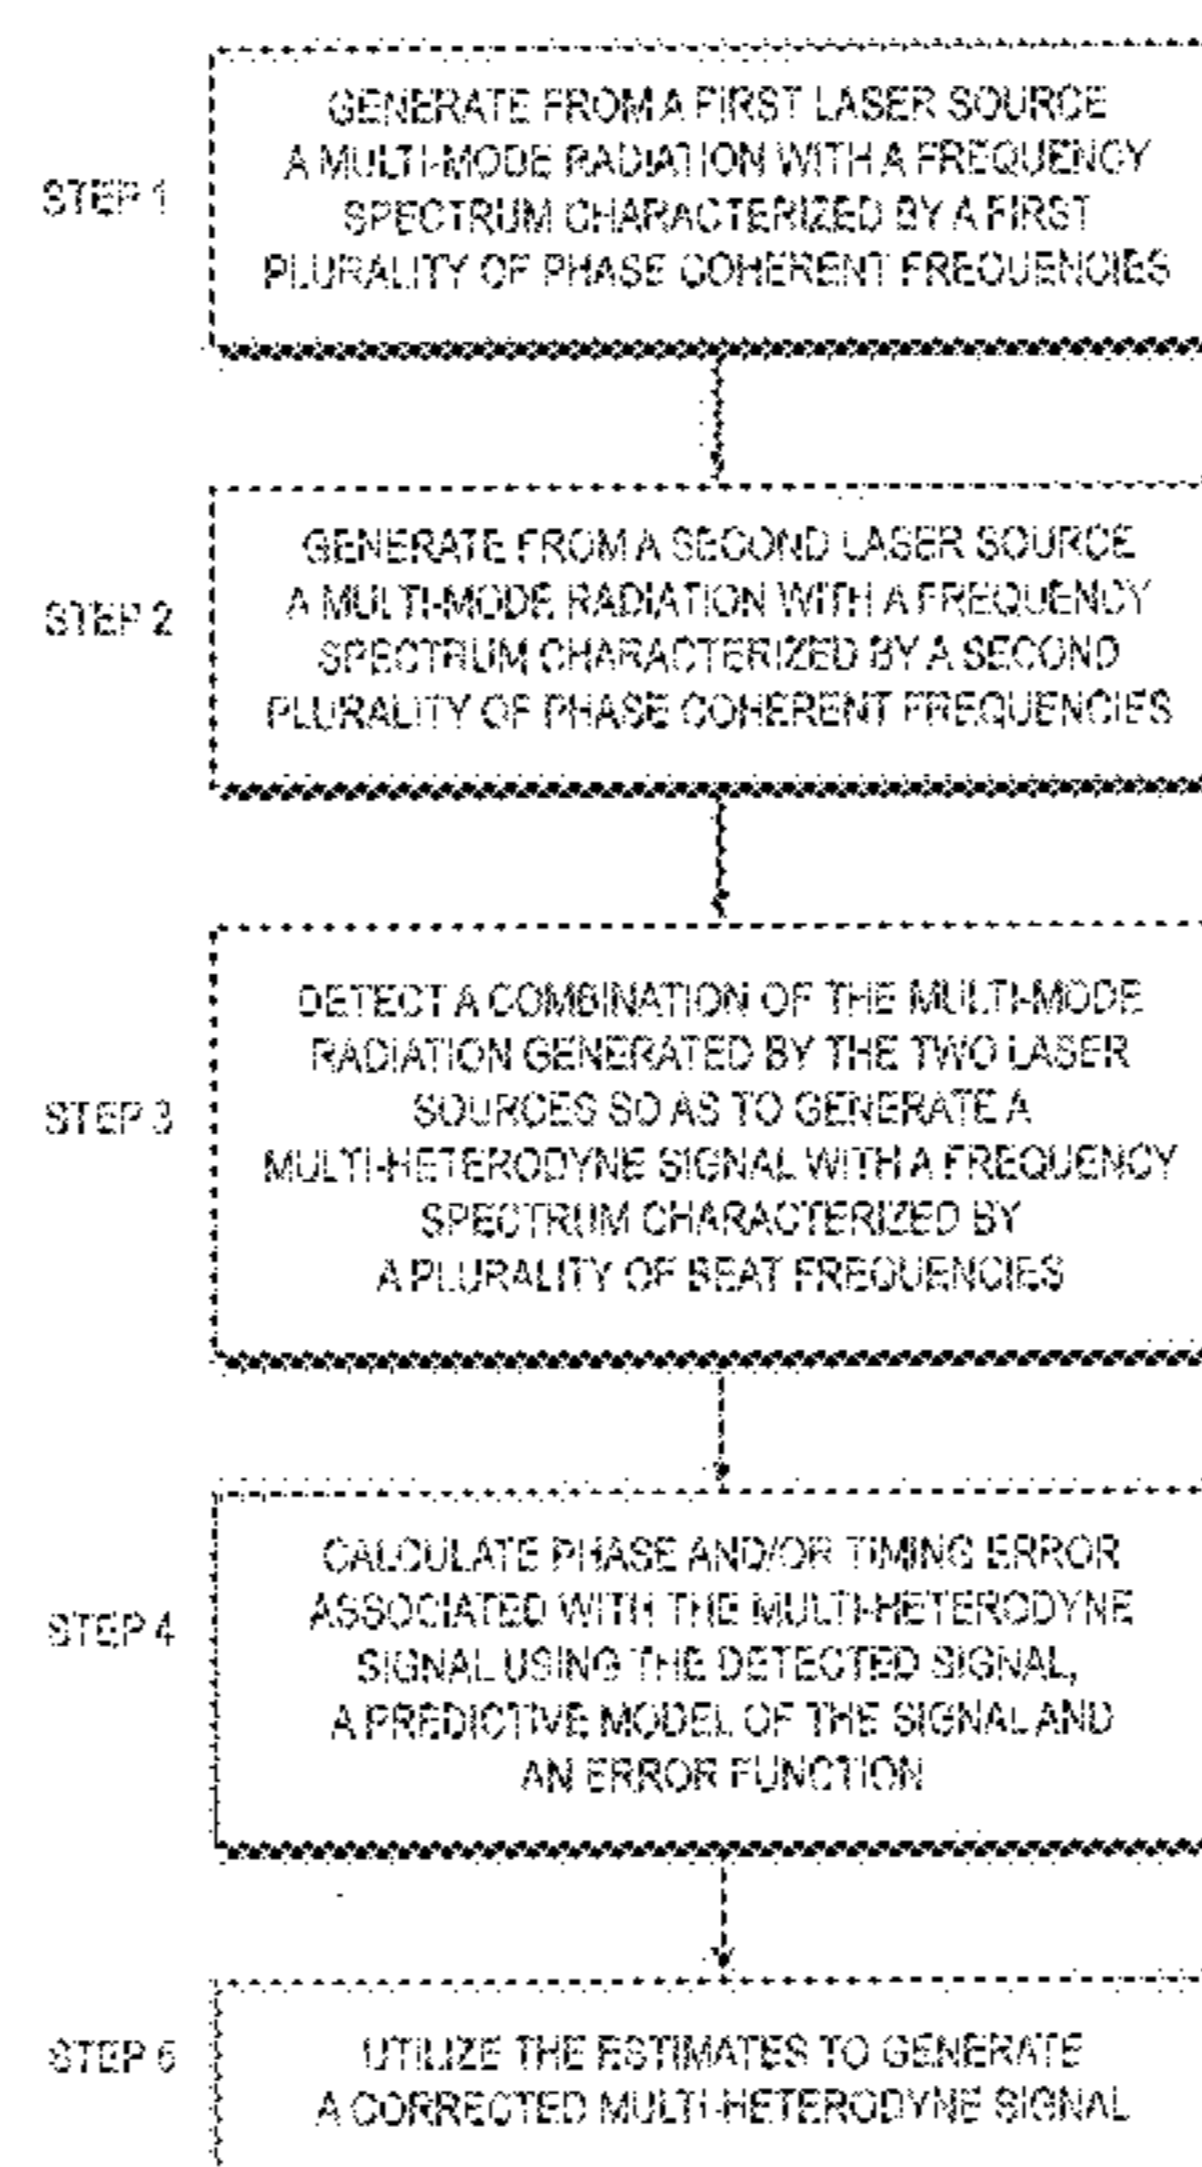 STEP 1
GENERATE FROM A FIRST LASER SOURCE
A MULTI-MODE RADIATION WITH A FREQUENCY
SPECTRUM CHARACTERIZED BY A FIRST
PLURALITY OF PHASE COHERENT FREQUENCIES
STEP 2
GENERATE FROM A SECOND LASER SOURCE
A MULTI-MODE RADIATION WITH A FREQUENCY
SPECTRUM CHARACTERIZED BY A SECOND
PLURALITY OF PHASE COHERENT FREQUENCIES
STEP 3
DETECT A COMBINATION OF THE MULTI-MODE
RADIATION GENERATED BY THE TWO LASER
SOURCES SO AS TO GENERATE A
MULTI-HETERODYNE SIGNAL WITH A FREQUENCY
SPECTRUM CHARACTERIZED BY
A PLURALITY OF BEAT FREQUENCIES
STEP 4
CALCULATE PHASE AND/OR TIMING ERROR
ASSOCIATED WITH THE MULTI-HETERODYNE
SIGNAL USING THE DETECTED SIGNAL,
A PREDICTIVE MODEL OF THE SIGNAL AND
AN ERROR FUNCTION
STEP 5
UTILIZE THE ESTIMATES TO GENERATE
A CORRECTED MULTI-HETERODYNE SIGNAL